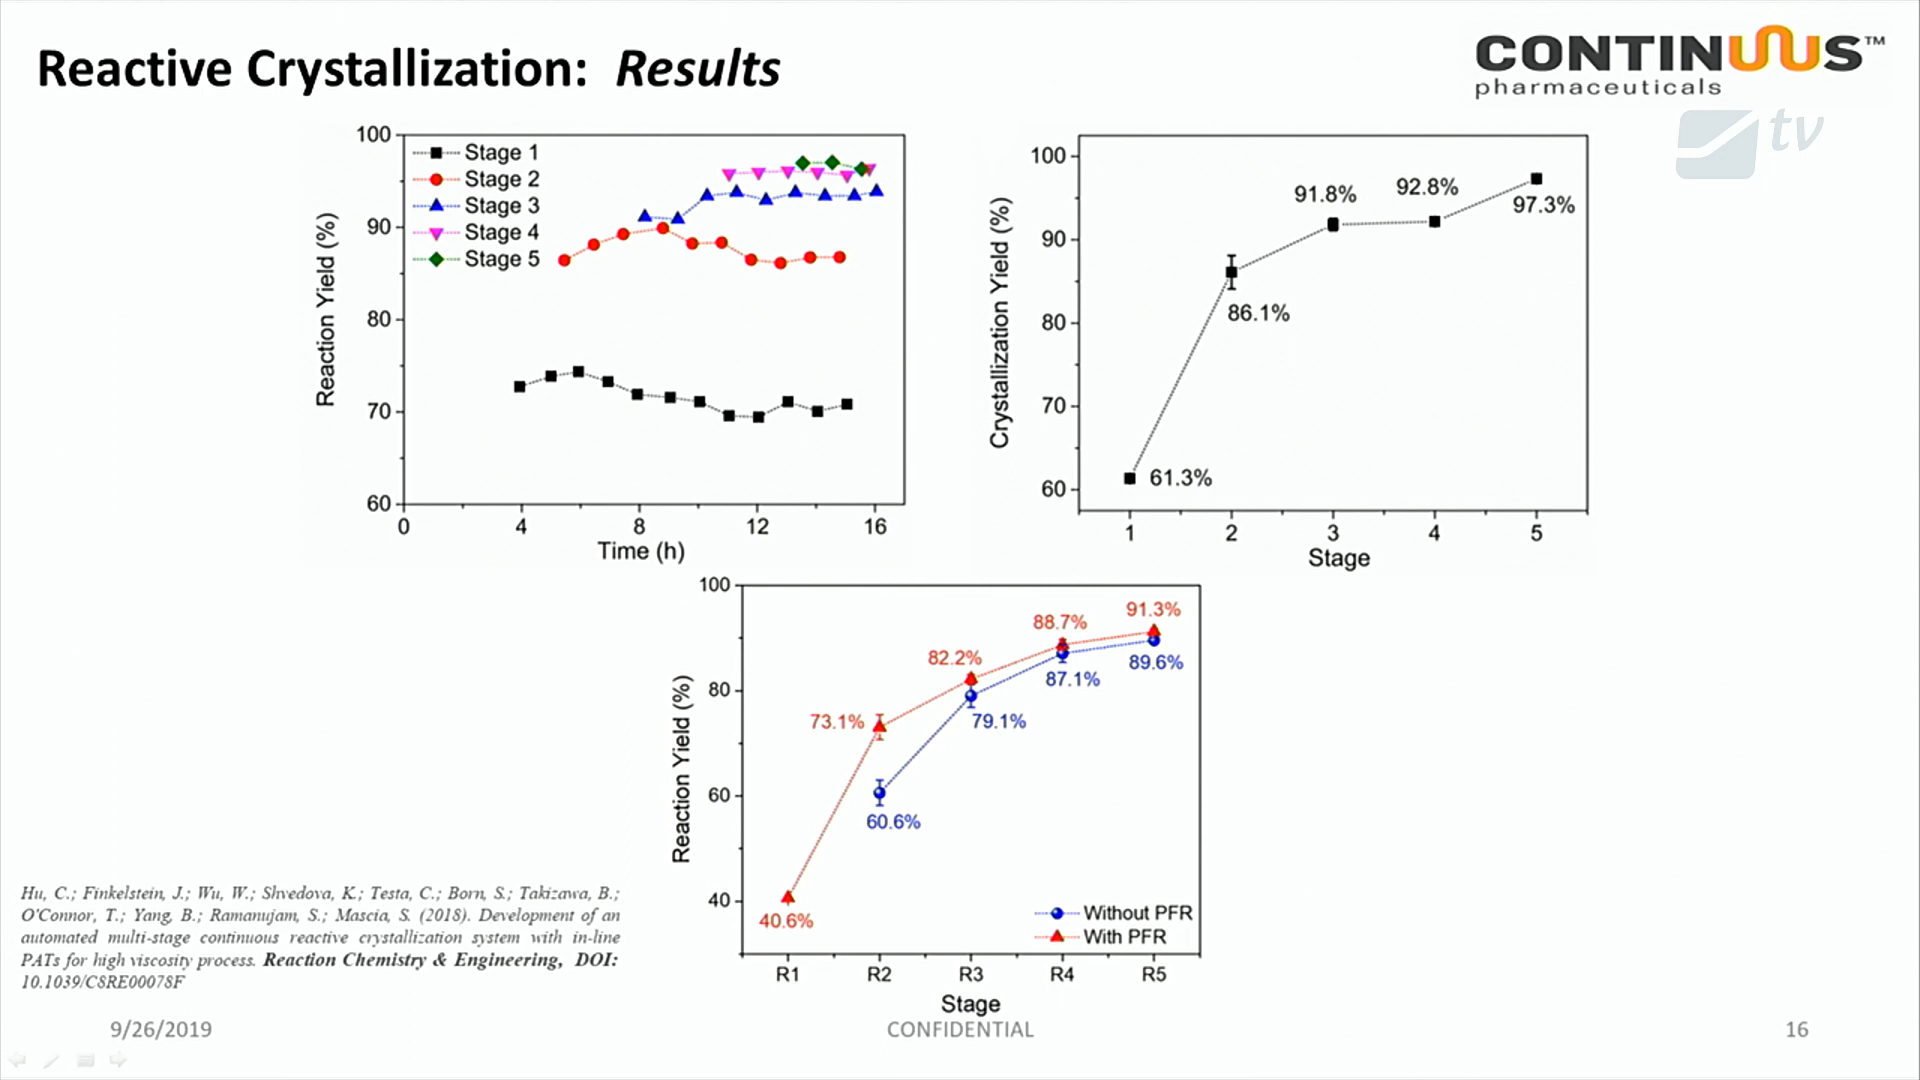 Reactive Crystallization: Results
CONTINUUS™
pharmaceuticals
tv
100
90
80
70
60
Reaction Yield (%)
Stage 1
Stage 2
Stage 3
Stage 4
Stage 5
0 4 8 12 16
Time (h)
100
90
80
70
60
Crystallization Yield (%)
61.3%
86.1%
91.8%
92.8%
97.3%
1 2 3 4 5
Stage
100
80
60
40
Reaction Yield (%)
40.6%
73.1%
82.2%
88.7%
91.3%
60.6%
79.1%
87.1%
89.6%
Without PFR
With PFR
R1 R2 R3 R4 R5
Stage
Hu, C.; Finkelstein, J.; Wu, W.; Shvedova, K.; Testa, C.; Born, S.; Takizawa, B.;
O'Connor, T.; Yang, B.; Ramanujam, S.; Mascia, S. (2018). Development of an
automated multi-stage continuous reactive crystallization system with in-line
PATs for high viscosity process. Reaction Chemistry & Engineering, DOI:
10.1039/C8RE00078F
9/26/2019
CONFIDENTIAL
16